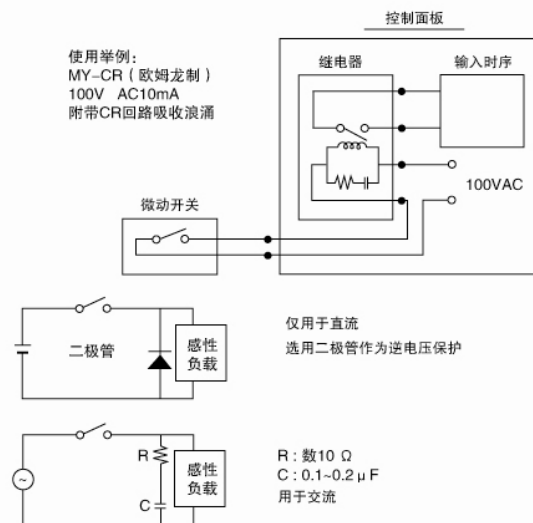 控制面板
使用举例：
MY-CR（欧姆龙制）
100V AC10mA
附带CR回路吸收浪涌
继电器
输入时序
100VAC
微动开关
二极管
感性
负载
仅用于直流
选用二极管作为逆电压保护
R
C
感性
负载
R：数10 Ω
C：0.1~0.2 μ F
用于交流